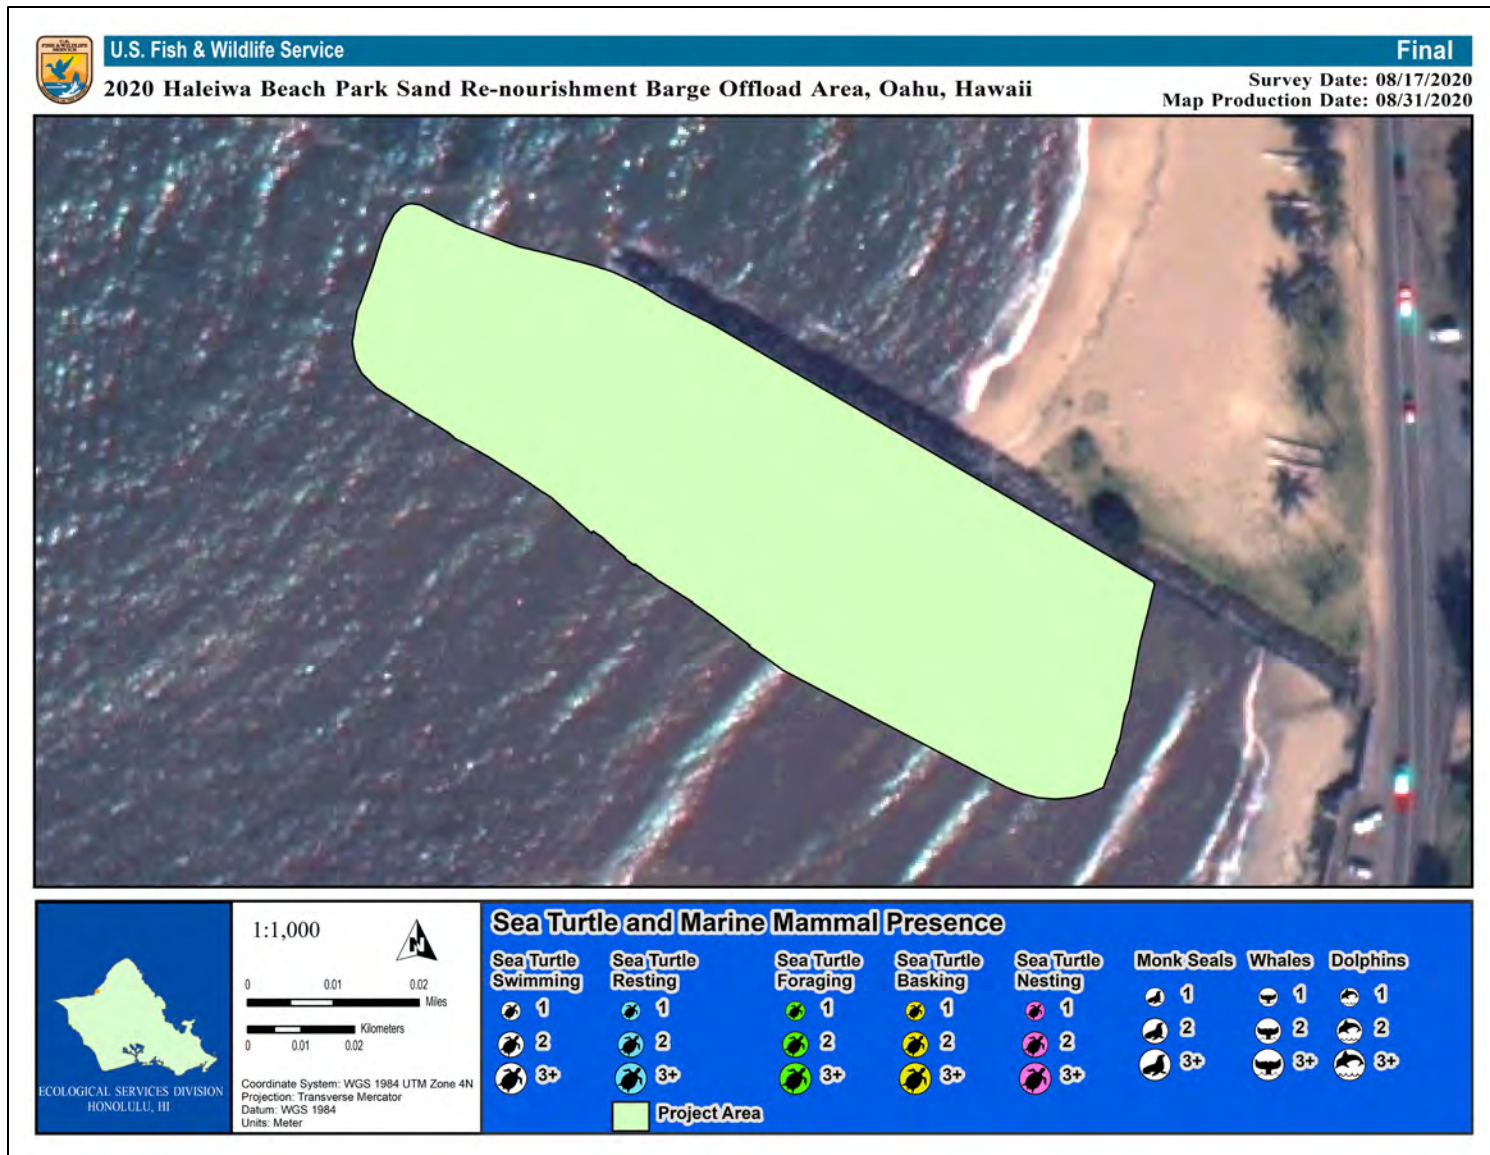 U.S.
FISH & WILDLIFE
SERVICE
U.S. Fish & Wildlife Service
Final
2020 Haleiwa Beach Park Sand Re-nourishment Barge Offload Area, Oahu, Hawaii
Survey Date: 08/17/2020
Map Production Date: 08/31/2020
ECOLOGICAL SERVICES DIVISION
HONOLULU, HI
1:1,000
N
0 0.01 0.02
Miles
Kilometers
0 0.01 0.02
Coordinate System: WGS 1984 UTM Zone 4N
Projection: Transverse Mercator
Datum: WGS 1984
Units: Meter
Sea Turtle and Marine Mammal Presence
Sea Turtle
Swimming
1
2
3+
Sea Turtle
Resting
1
2
3+
Sea Turtle
Foraging
1
2
3+
Sea Turtle
Basking
1
2
3+
Sea Turtle
Nesting
1
2
3+
Monk Seals
1
2
3+
Whales
1
2
3+
Dolphins
1
2
3+
Project Area